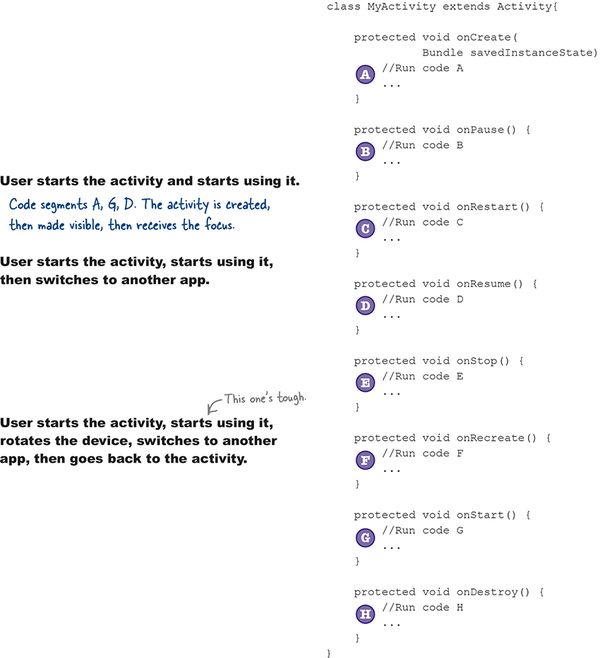 User starts the activity and starts using it.
Code segments A, G, D. The activity is created,
then made visible, then receives the focus.
User starts the activity, starts using it,
then switches to another app.
This one's tough.
User starts the activity, starts using it,
rotates the device, switches to another
app, then goes back to the activity.
class MyActivity extends Activity{
protected void onCreate(
Bundle savedInstanceState)
A //Run code A
...
}
protected void onPause() {
B //Run code B
...
}
protected void onRestart() {
C //Run code C
...
}
protected void onResume() {
D //Run code D
...
}
protected void onStop() {
E //Run code E
...
}
protected void onRecreate() {
F //Run code F
...
}
protected void onStart() {
G //Run code G
...
}
protected void onDestroy() {
H //Run code H
...
}
}